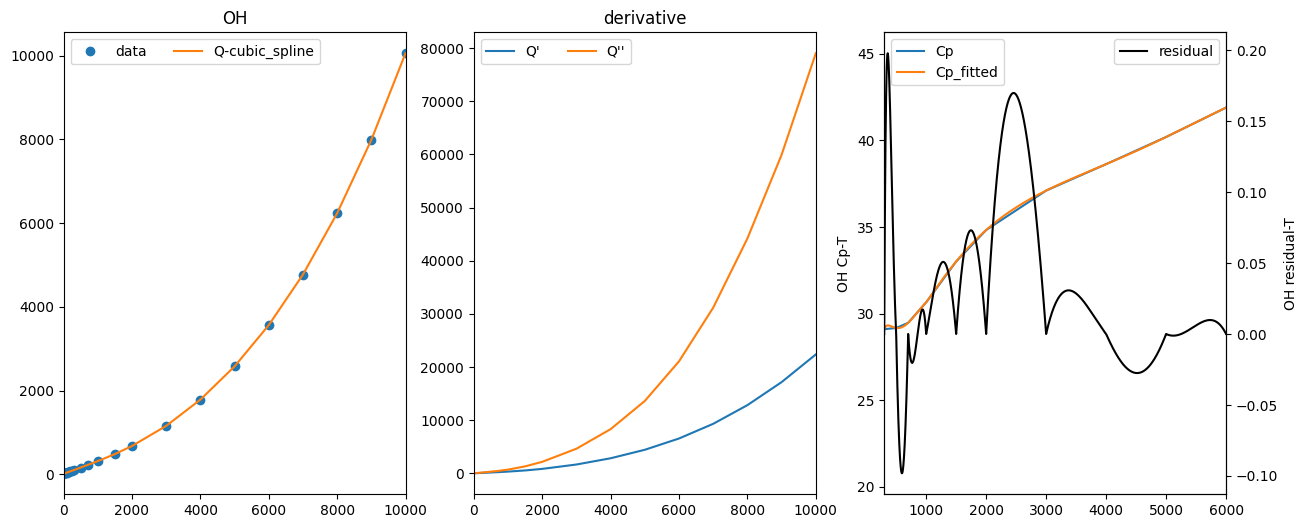 OH
data
Q-cubic_spline
10000
8000
6000
4000
2000
0
0 2000 4000 6000 8000 10000
derivative
Q'
Q''
80000
70000
60000
50000
40000
30000
20000
10000
0
0 2000 4000 6000 8000 10000
Cp
Cp_fitted
residual
OH Cp-T
45
40
35
30
25
20
1000 2000 3000 4000 5000 6000
0.20
0.15
0.10
0.05
0.00
−0.05
−0.10
OH residual-T